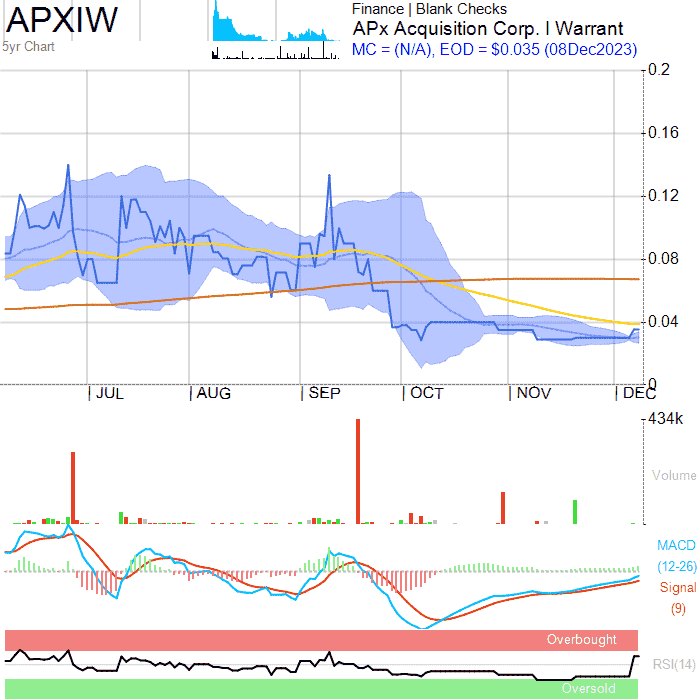 APXIW
5yr Chart
Finance | Blank Checks
APx Acquisition Corp. I Warrant
MC = (N/A), EOD = $0.035 (08Dec2023)
0.2
0.16
0.12
0.08
0.04
0
JUL AUG SEP OCT NOV DEC
434k
Volume
MACD
(12-26)
Signal
(9)
Overbought
RSI(14)
Oversold